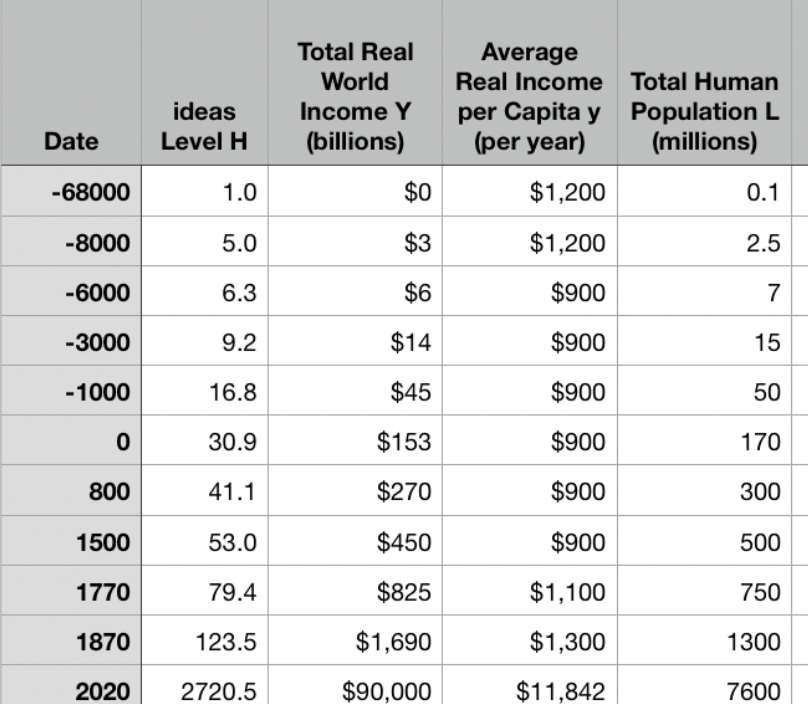 Date ideas Level H Total Real World Income Y (billions) Average Real Income per Capita y (per year) Total Human Population L (millions)
-68000 1.0 $0 $1,200 0.1
-8000 5.0 $3 $1,200 2.5
-6000 6.3 $6 $900 7
-3000 9.2 $14 $900 15
-1000 16.8 $45 $900 50
0 30.9 $153 $900 170
800 41.1 $270 $900 300
1500 53.0 $450 $900 500
1770 79.4 $825 $1,100 750
1870 123.5 $1,690 $1,300 1300
2020 2720.5 $90,000 $11,842 7600